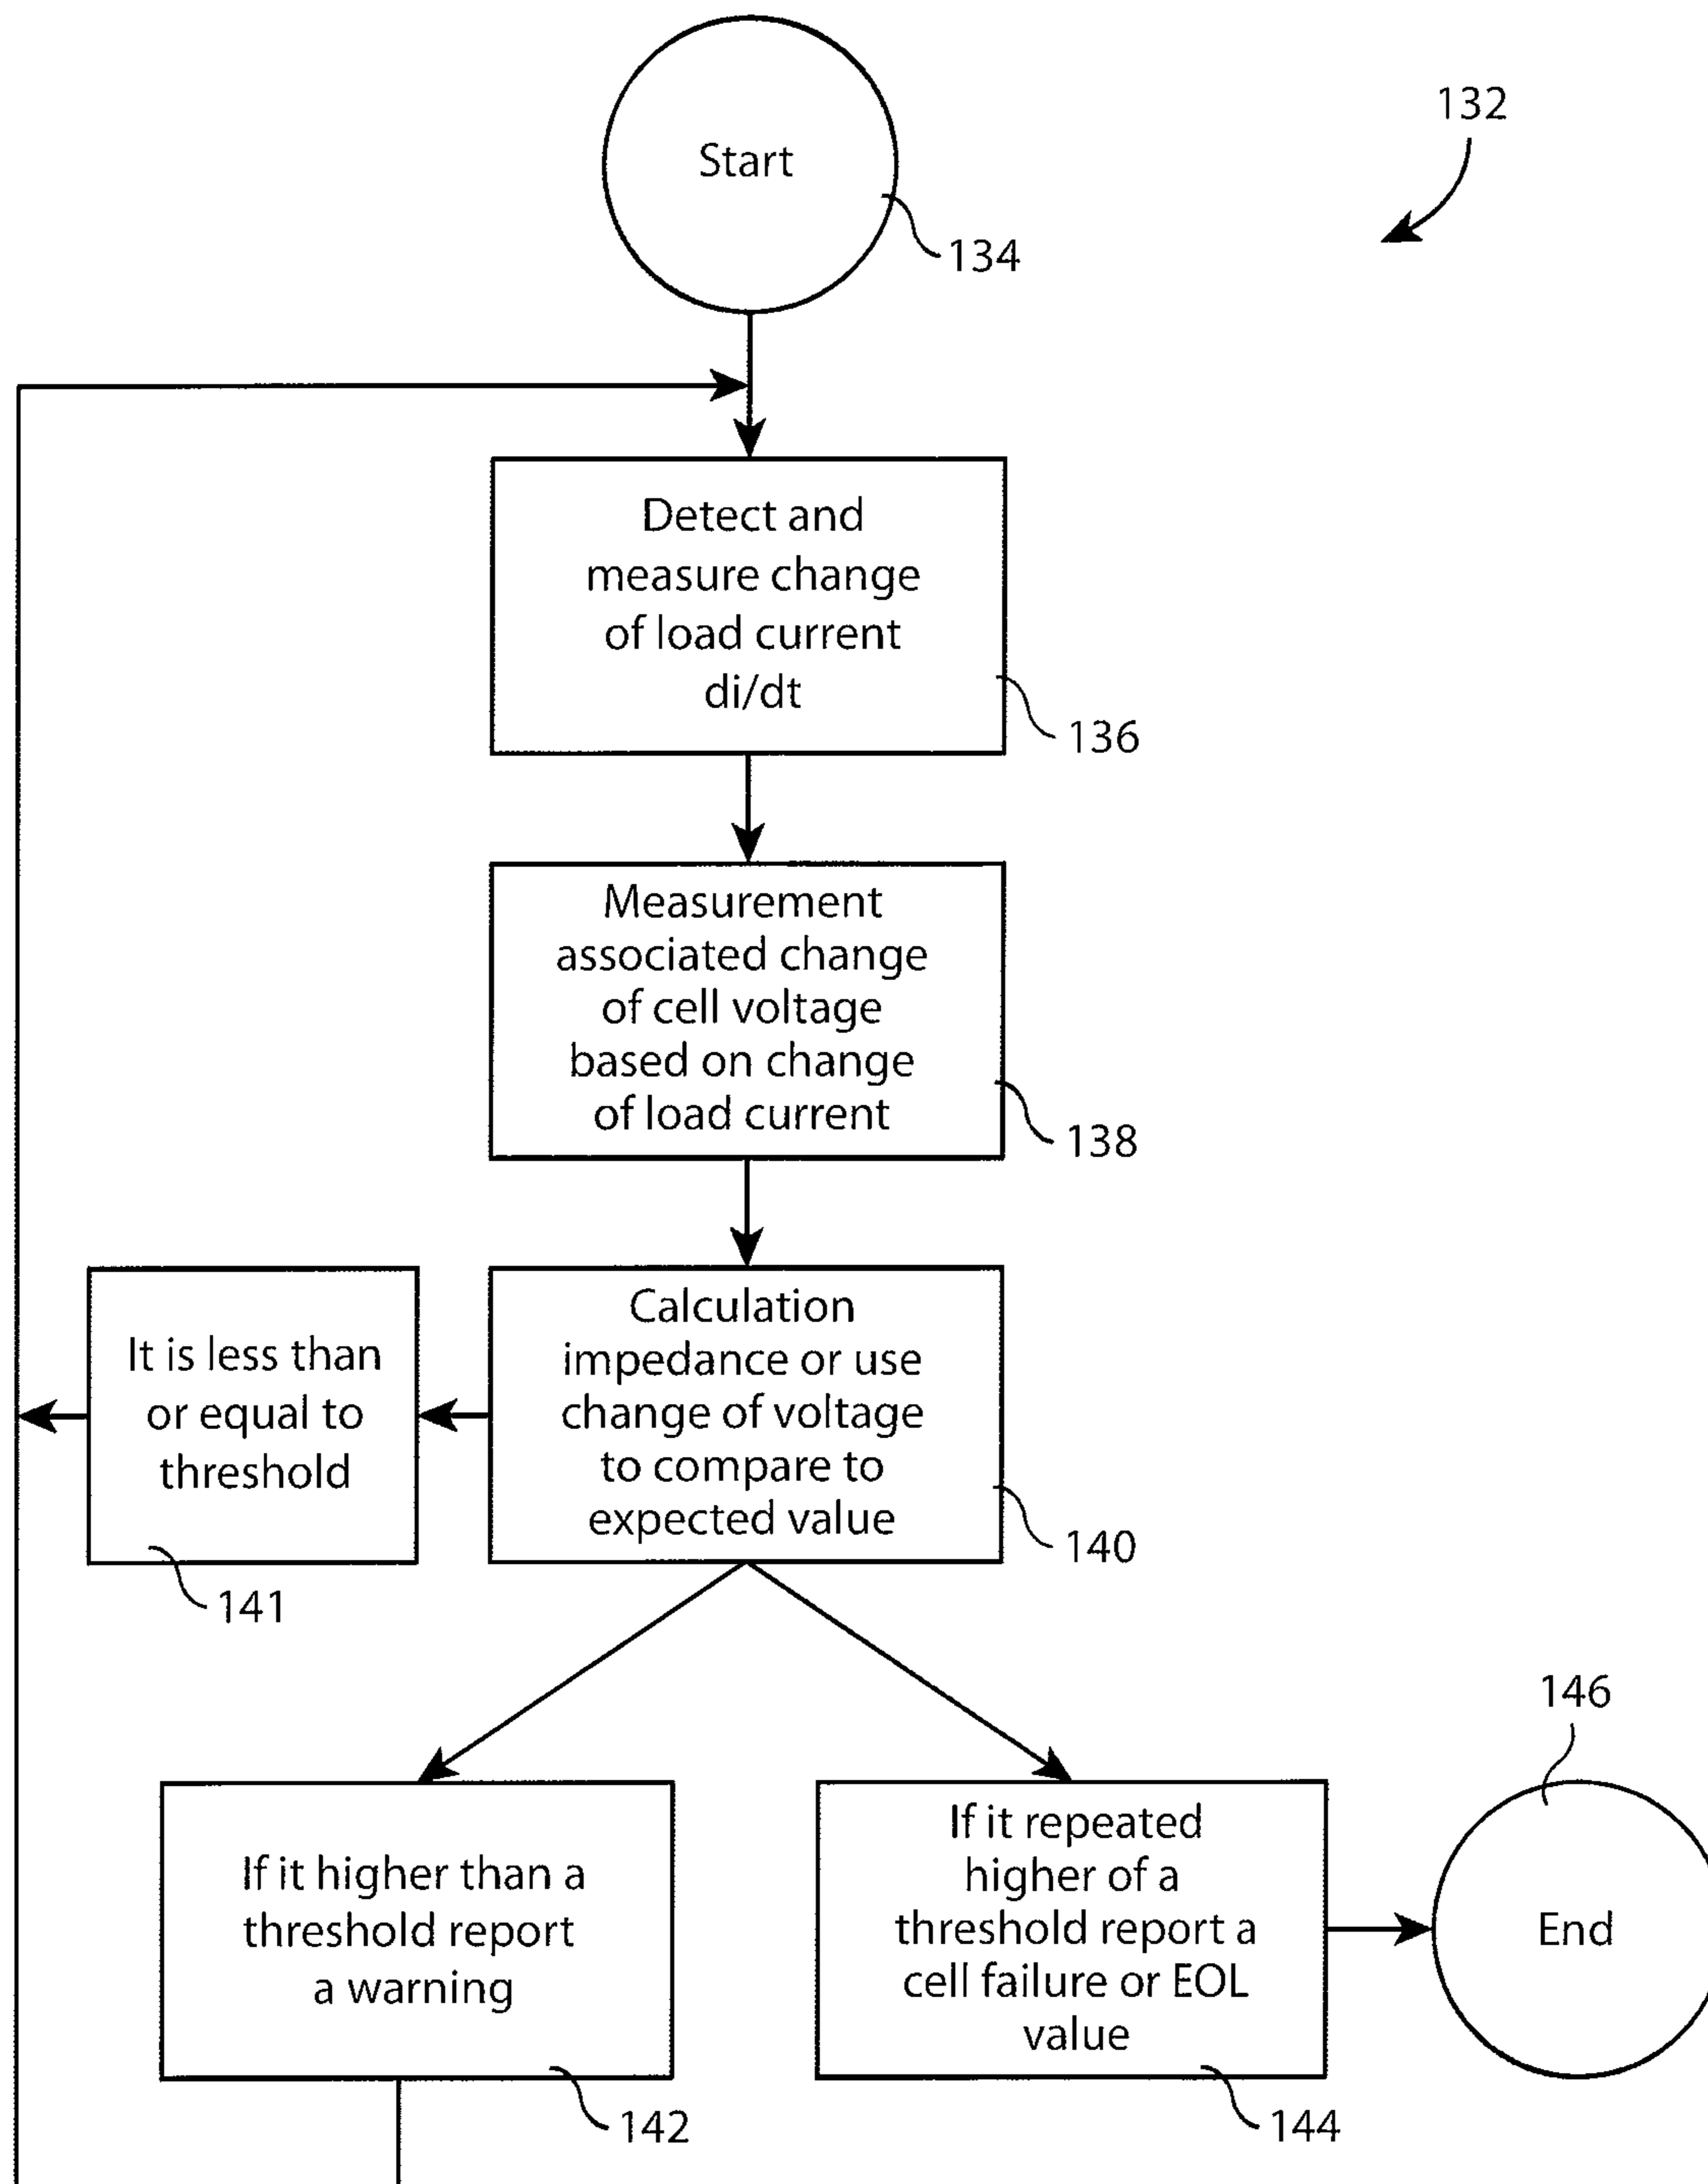 Start
132
134
Detect and
measure change
of load current
di/dt
136
Measurement
associated change
of cell voltage
based on change
of load current
138
It is less than
or equal to
threshold
141
Calculation
impedance or use
change of voltage
to compare to
expected value
140
If it higher than a
threshold report
a warning
142
If it repeated
higher of a
threshold report a
cell failure or EOL
value
144
146
End